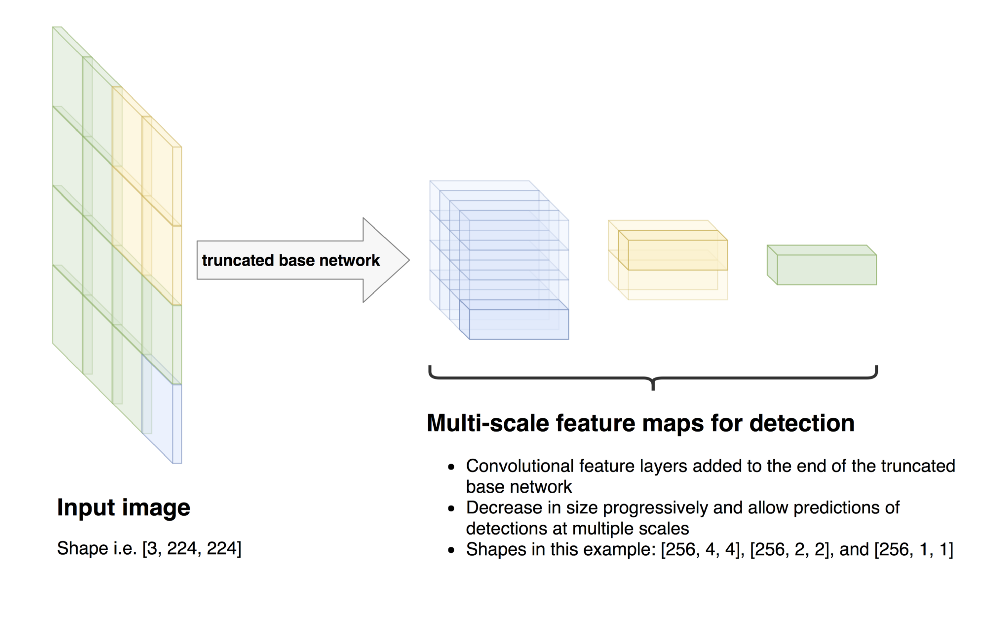 truncated base network
Multi-scale feature maps for detection
• Convolutional feature layers added to the end of the truncated
base network
• Decrease in size progressively and allow predictions of
detections at multiple scales
• Shapes in this example: [256, 4, 4], [256, 2, 2], and [256, 1, 1]
Input image
Shape i.e. [3, 224, 224]